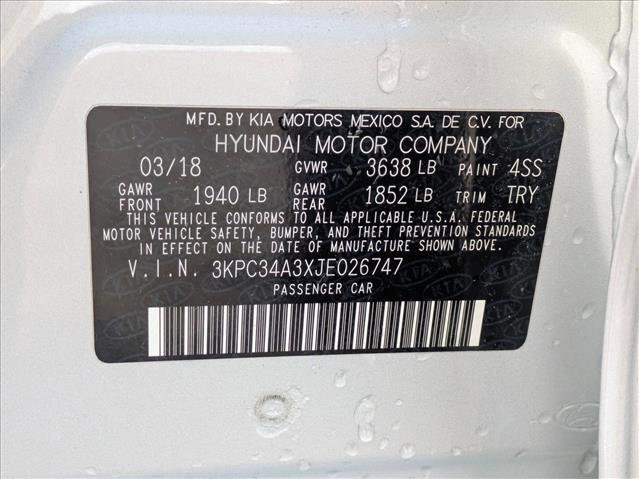 MFD. BY KIA MOTORS MEXICO S.A. DE C.V. FOR
HYUNDAI MOTOR COMPANY
03/18 GVWR 3638 LB PAINT 4SS
GAWR FRONT 1940 LB GAWR REAR 1852 LB TRIM TRY
THIS VEHICLE CONFORMS TO ALL APPLICABLE U.S.A. FEDERAL
MOTOR VEHICLE SAFETY, BUMPER, AND THEFT PREVENTION STANDARDS
IN EFFECT ON THE DATE OF MANUFACTURE SHOWN ABOVE.
V.I.N. 3KPC34A3XJE026747
PASSENGER CAR